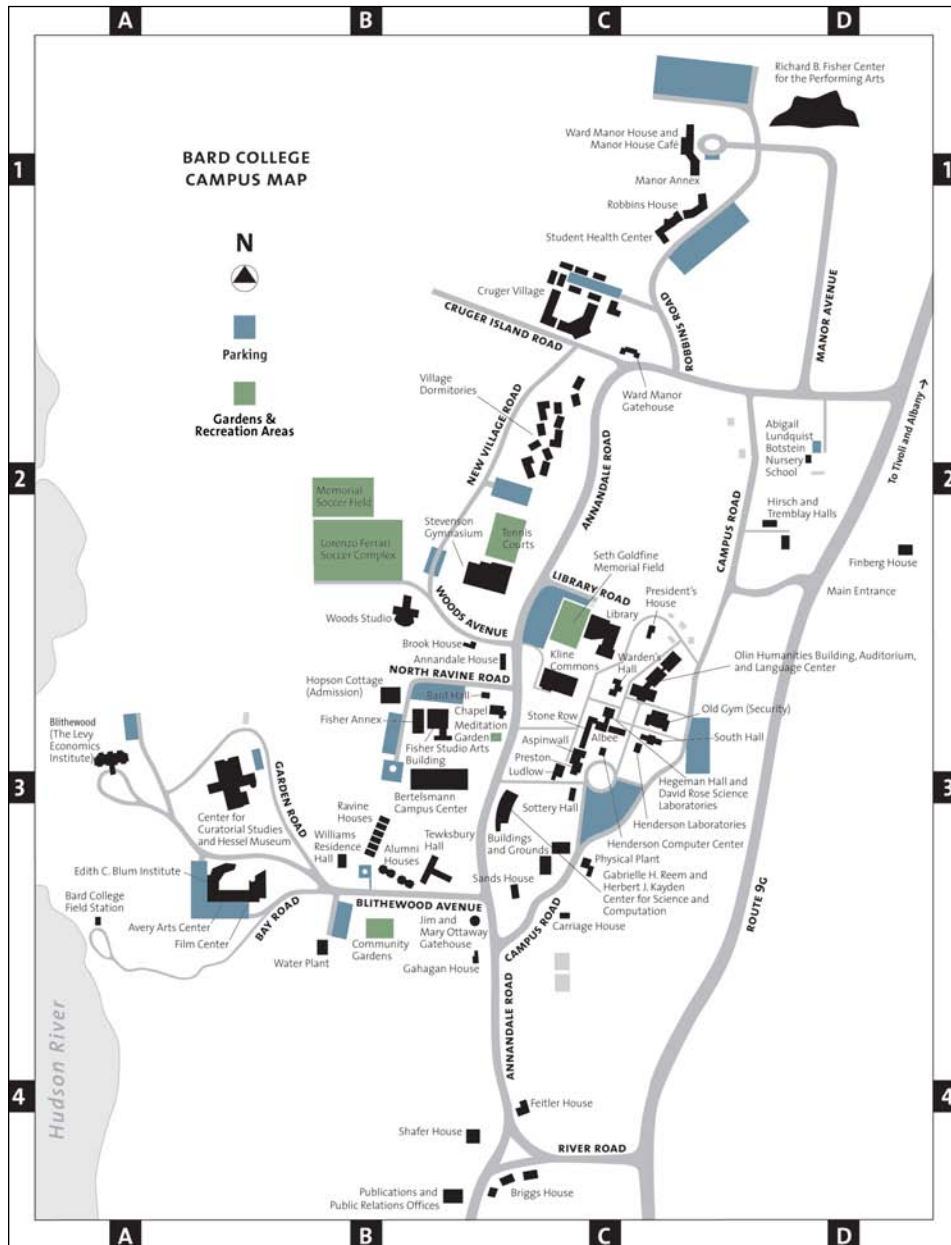 A
B
C
D
Richard B. Fisher Center
for the Performing Arts
BARD COLLEGE
CAMPUS MAP
1
1
Ward Manor House and
Manor House Café
Manor Annex
Robbins House
Student Health Center
N
Parking
Gardens &
Recreation Areas
Cruger Village
CRUGER ISLAND ROAD
ROBBINS ROAD
MANOR AVENUE
Ward Manor
Gatehouse
Village
Dormitories
NEW VILLAGE ROAD
ANNANDALE ROAD
To Tivoli and Albany →
Abigail
Lundquist
Botstein
Nursery
School
2
2
Memorial
Soccer Field
Lorenzo Ferrari
Soccer Complex
Stevenson
Gymnasium
Tennis
Courts
CAMPUS ROAD
Hirsch and
Tremblay Halls
Finberg House
Main Entrance
Seth Goldfine
Memorial Field
LIBRARY ROAD
Library
President's
House
Woods Studio
WOODS AVENUE
Brook House
Annandale House
Kline
Commons
Warden's
Hall
Olin Humanities Building, Auditorium,
and Language Center
NORTH RAVINE ROAD
Hopson Cottage
(Admission)
Bard Hall
Chapel
Meditation
Garden
Fisher Annex
Fisher Studio Arts
Building
Stone Row
Albee
Old Gym (Security)
South Hall
Aspinwall
Preston
Ludlow
Blithewood
(The Levy
Economics
Institute)
3
3
GARDEN ROAD
Bertelsmann
Campus Center
Hegeman Hall and
David Rose Science
Laboratories
Sottery Hall
Henderson Laboratories
Henderson Computer Center
Center for
Curatorial Studies
and Hessel Museum
Ravine
Houses
Williams
Residence
Hall
Alumni
Houses
Tewksbury
Hall
Buildings
and Grounds
Physical Plant
Sands House
Gabrielle H. Reem and
Herbert J. Kayden
Center for Science
and Computation
Edith C. Blum Institute
Bard College
Field Station
Avery Arts Center
Film Center
BAY ROAD
BLITHEWOOD AVENUE
Water Plant
Community
Gardens
Jim and
Mary Ottaway
Gatehouse
Gahagan House
CAMPUS ROAD
Carriage House
ROUTE 9G
ANNANDALE ROAD
Hudson River
4
4
Feitler House
Shafer House
RIVER ROAD
Publications and
Public Relations Offices
Briggs House
A
B
C
D